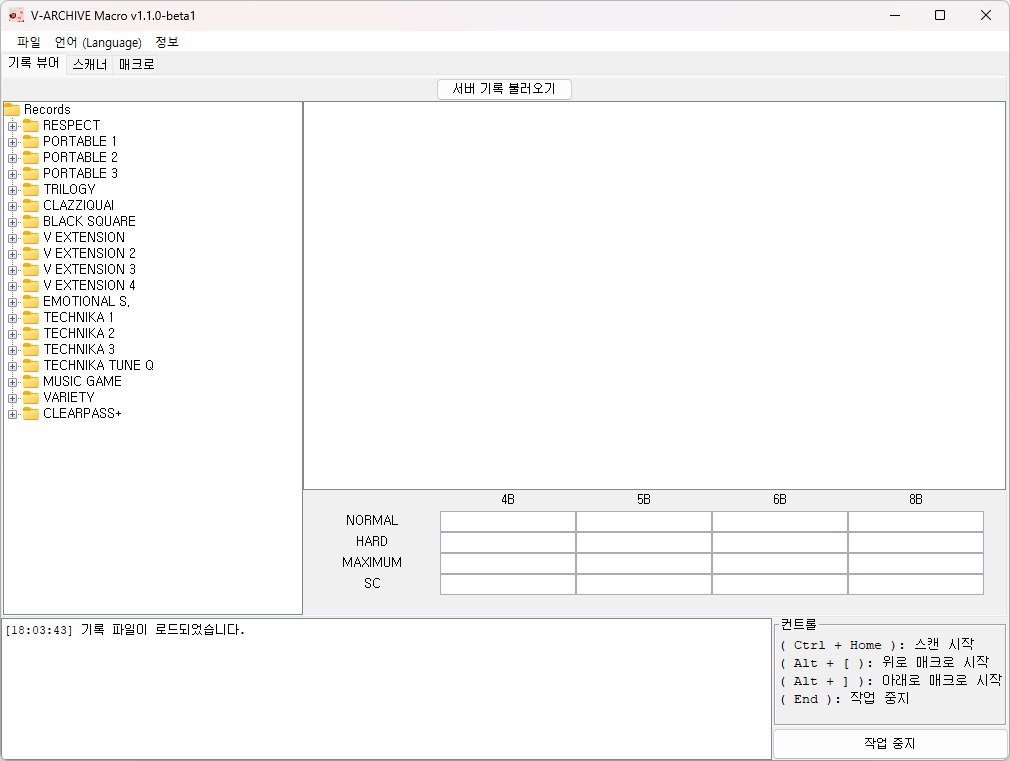 V-ARCHIVE Macro v1.1.0-beta1
파일 언어 (Language) 정보
기록 뷰어 스캐너 매크로
서버 기록 불러오기
Records
RESPECT
PORTABLE 1
PORTABLE 2
PORTABLE 3
TRILOGY
CLAZZIQUAI
BLACK SQUARE
V EXTENSION
V EXTENSION 2
V EXTENSION 3
V EXTENSION 4
EMOTIONAL S.
TECHNIKA 1
TECHNIKA 2
TECHNIKA 3
TECHNIKA TUNE Q
MUSIC GAME
VARIETY
CLEARPASS+
4B 5B 6B 8B
NORMAL
HARD
MAXIMUM
SC
[18:03:43] 기록 파일이 로드되었습니다.
컨트롤
( Ctrl + Home ): 스캔 시작
( Alt + [ ): 위로 매크로 시작
( Alt + ] ): 아래로 매크로 시작
( End ): 작업 중지
작업 중지